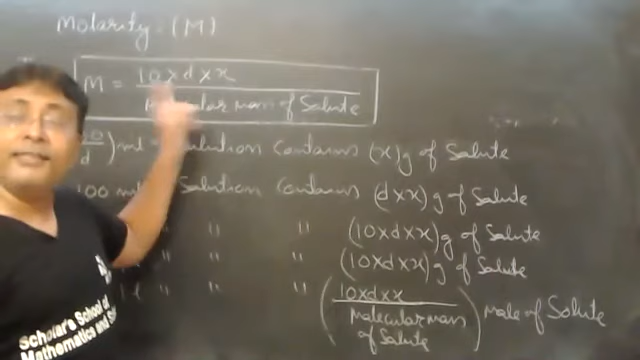 Molarity = (M)
M = 10 x d x x
Molecular mass of Solute
d ) ml Solution Contains (x)g of Solute
100 ml Solution Contains (d x x) g of Solute
" " (10 x d x x) g of Solute
" " " (10 x d x x) g of Solute
" " " ( 10 x d x x
Molecular mass of Solute ) mole of Solute
Scholar's School of
Mathematics and